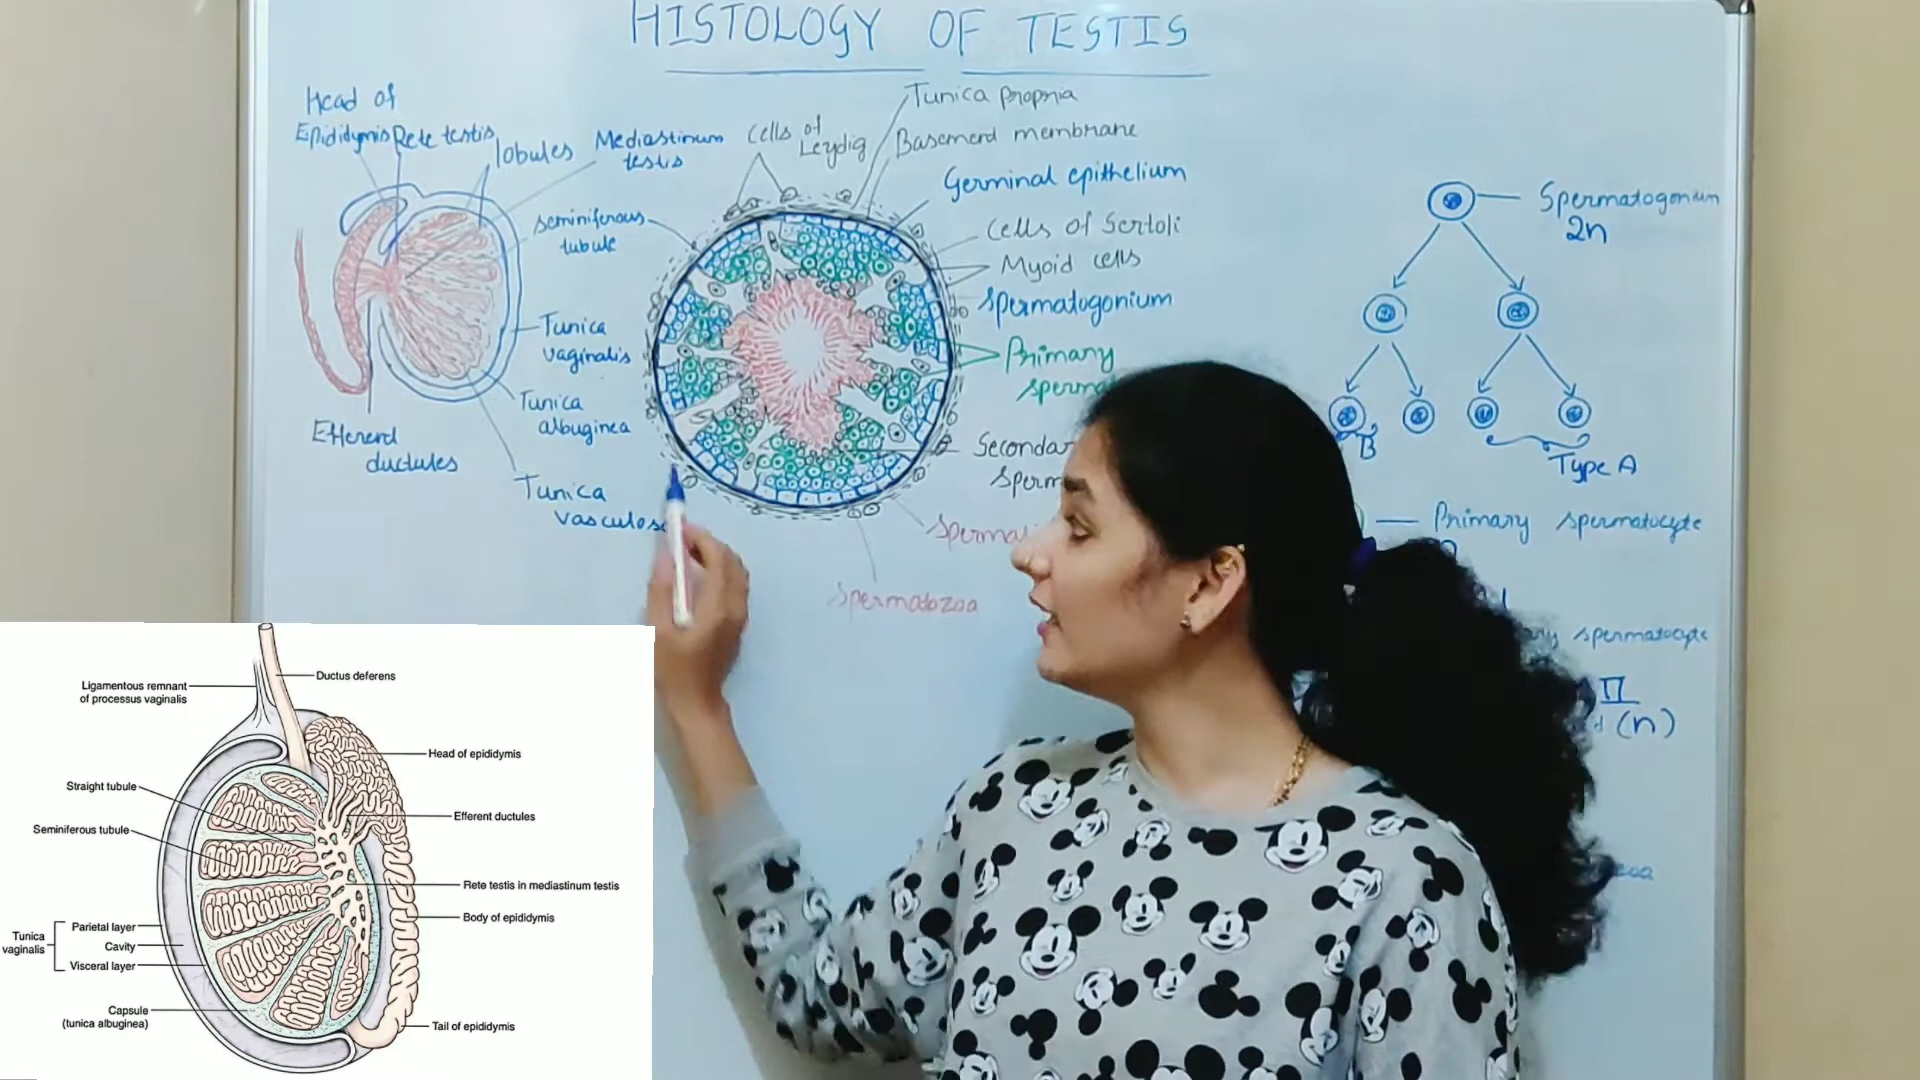 HISTOLOGY OF TESTIS
Head of
Epididymis
Rete testis
lobules
Mediastinum
testis
Cells of
Leydig
Tunica propria
Basement membrane
Germinal epithelium
Cells of Sertoli
Myoid cells
Spermatogonium
Primary
spermat
Secondar
Sperm
Sperma
Spermatozoa
seminiferous
tubule
Tunica
vaginalis
Tunica
albuginea
Tunica
vasculosa
Efferent
ductules
Spermatogonium
2n
B
Type A
Primary spermatocyte
spermatocyte
II
(n)
Ductus deferens
Ligamentous remnant
of processus vaginalis
Head of epididymis
Straight tubule
Efferent ductules
Seminiferous tubule
Rete testis in mediastinum testis
Body of epididymis
Tunica
vaginalis
Parietal layer
Cavity
Visceral layer
Capsule
(tunica albuginea)
Tail of epididymis